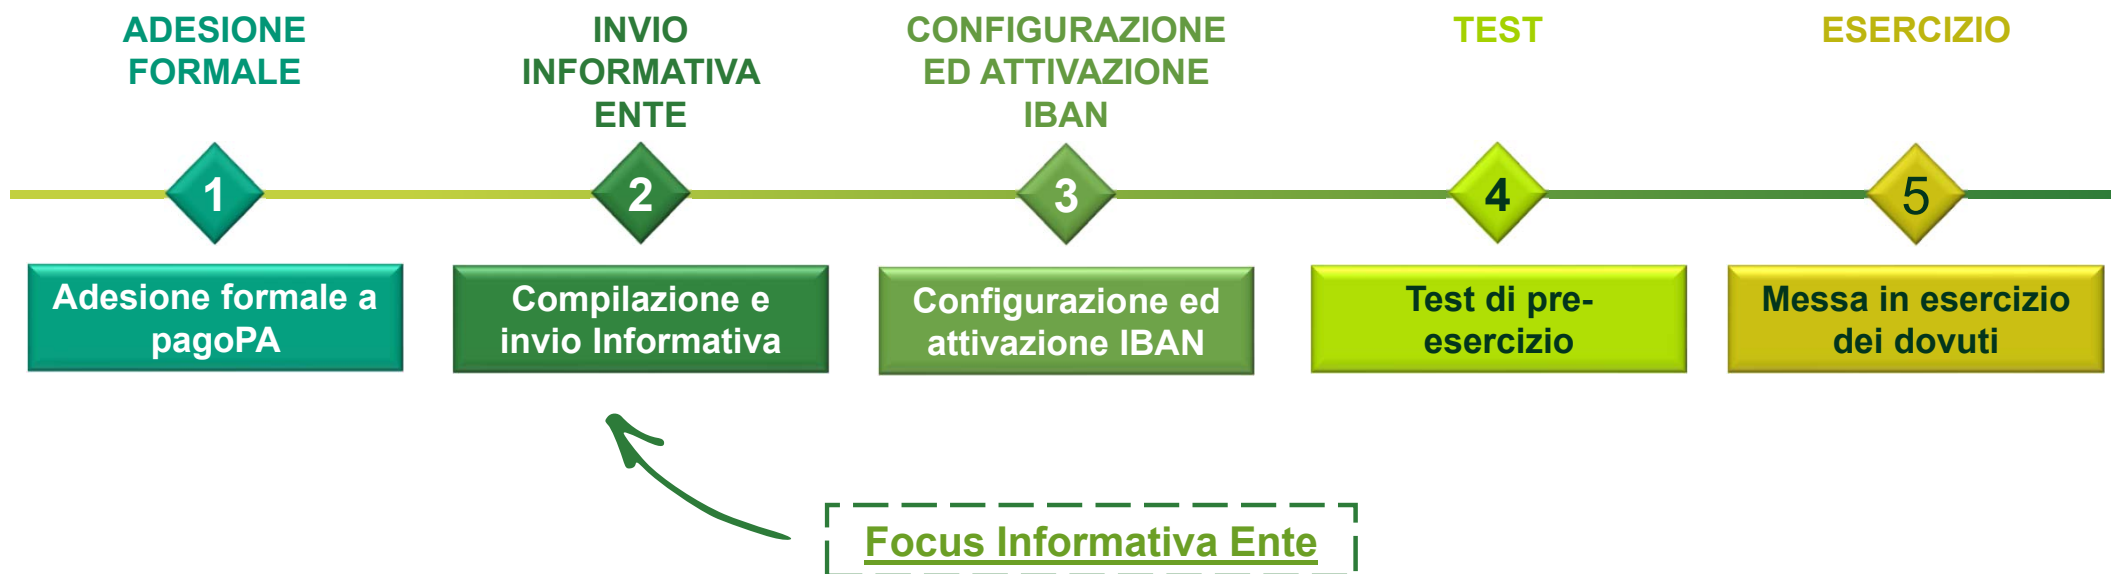 ADESIONE
FORMALE
INVIO
INFORMATIVA
ENTE
CONFIGURAZIONE
ED ATTIVAZIONE
IBAN
TEST
ESERCIZIO
1
2
3
4
5
Adesione formale a
pagoPA
Compilazione e
invio Informativa
Configurazione ed
attivazione IBAN
Test di pre-
esercizio
Messa in esercizio
dei dovuti
Focus Informativa Ente